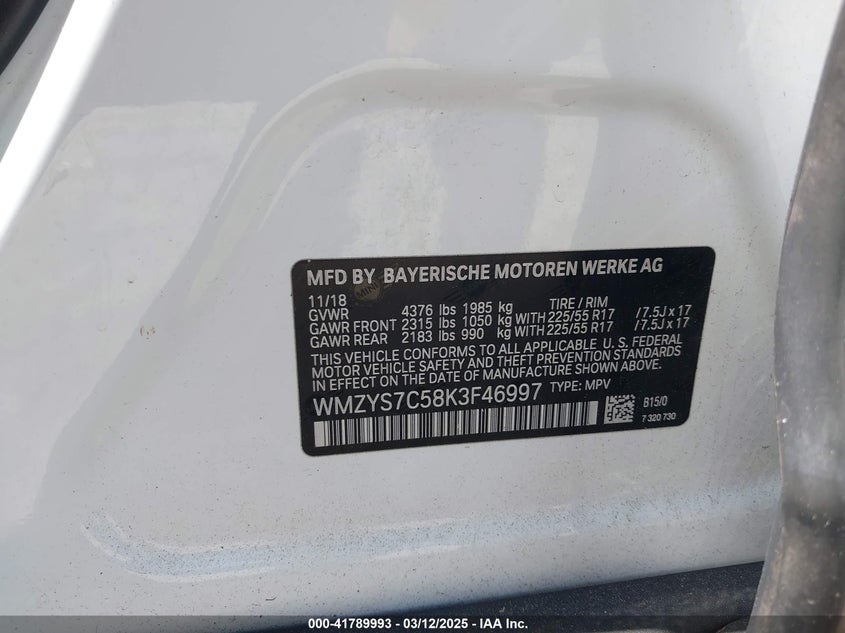 MFD BY BAYERISCHE MOTOREN WERKE AG
11/18
GVWR 4376 lbs 1985 kg TIRE / RIM
GAWR FRONT 2315 lbs 1050 kg WITH 225/55 R17 /7.5J x 17
GAWR REAR 2183 lbs 990 kg WITH 225/55 R17 /7.5J x 17
THIS VEHICLE CONFORMS TO ALL APPLICABLE U. S. FEDERAL
MOTOR VEHICLE SAFETY AND THEFT PREVENTION STANDARDS
IN EFFECT ON THE DATE OF MANUFACTURE SHOWN ABOVE.
WMZYS7C58K3F46997 TYPE: MPV
B15/0
7 320 730
000-41789993 - 03/12/2025 - IAA Inc.